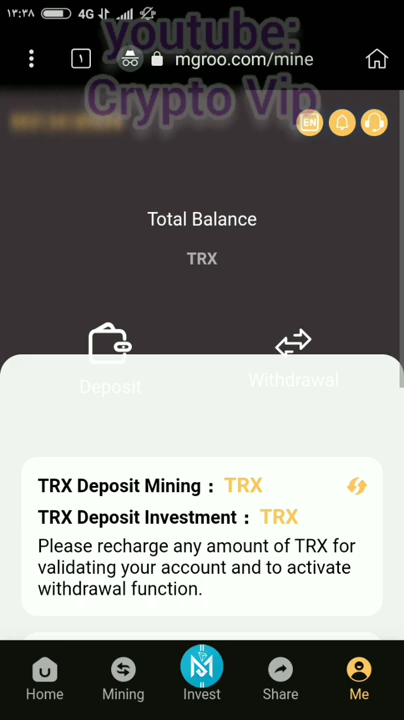 ۱۳:۳۸ 4G
youtube:
۱ mgroo.com/mine
Crypto Vip
EN
Total Balance
TRX
Deposit Withdrawal
TRX Deposit Mining : TRX
TRX Deposit Investment : TRX
Please recharge any amount of TRX for
validating your account and to activate
withdrawal function.
Home Mining Invest Share Me